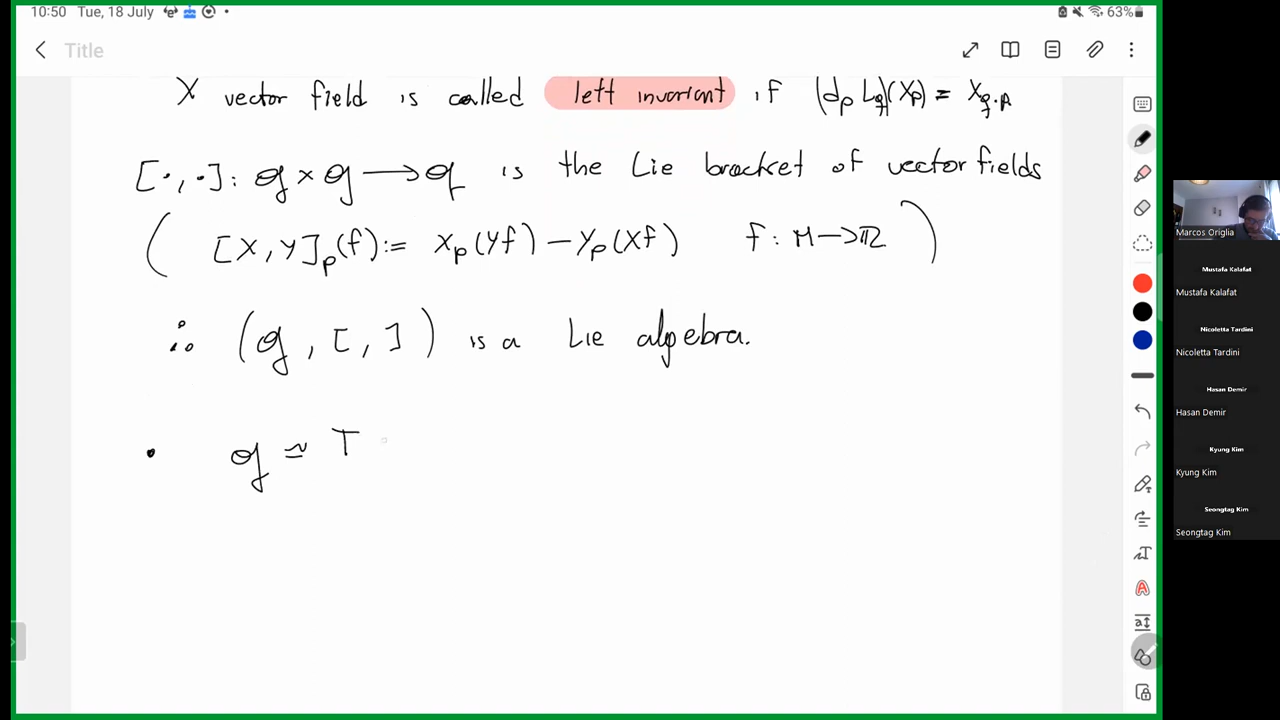 10:50 Tue, 18 July
63%
Title
X vector field is called left invariant if (dₚ L_g)(Xₚ) = X_{g·p}
[·,·]: 𝔤 × 𝔤 ⟶ 𝔤 is the Lie bracket of vector fields
( [X,Y]ₚ(f) := Xₚ(Yf) − Yₚ(Xf) f: M ⟶ ℝ )
∴ (𝔤, [ , ]) is a Lie algebra.
• 𝔤 ≃ T
Marcos Origlia
Mustafa Kalafat
Mustafa Kalafat
Nicoletta Tardini
Nicoletta Tardini
Hasan Demir
Hasan Demir
Kyung Kim
Kyung Kim
Seongtag Kim
Seongtag Kim